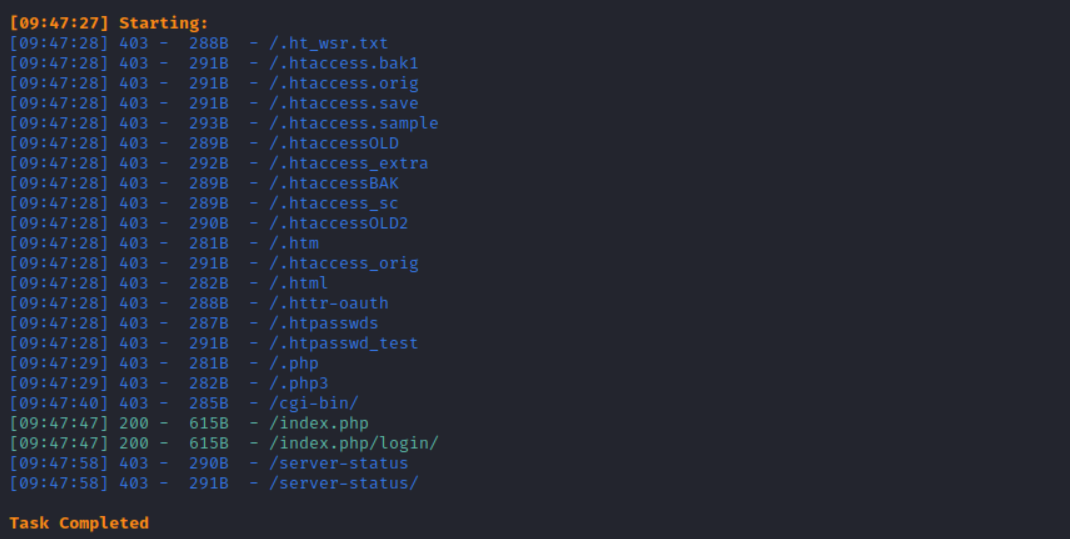 [09:47:27] Starting:
[09:47:28] 403 -  288B  - /.ht_wsr.txt
[09:47:28] 403 -  291B  - /.htaccess.bak1
[09:47:28] 403 -  291B  - /.htaccess.orig
[09:47:28] 403 -  291B  - /.htaccess.save
[09:47:28] 403 -  293B  - /.htaccess.sample
[09:47:28] 403 -  289B  - /.htaccessOLD
[09:47:28] 403 -  292B  - /.htaccess_extra
[09:47:28] 403 -  289B  - /.htaccessBAK
[09:47:28] 403 -  289B  - /.htaccess_sc
[09:47:28] 403 -  290B  - /.htaccessOLD2
[09:47:28] 403 -  281B  - /.htm
[09:47:28] 403 -  291B  - /.htaccess_orig
[09:47:28] 403 -  282B  - /.html
[09:47:28] 403 -  288B  - /.httr-oauth
[09:47:28] 403 -  287B  - /.htpasswds
[09:47:28] 403 -  291B  - /.htpasswd_test
[09:47:29] 403 -  281B  - /.php
[09:47:29] 403 -  282B  - /.php3
[09:47:40] 403 -  285B  - /cgi-bin/
[09:47:47] 200 -  615B  - /index.php
[09:47:47] 200 -  615B  - /index.php/login/
[09:47:58] 403 -  290B  - /server-status
[09:47:58] 403 -  291B  - /server-status/
Task Completed